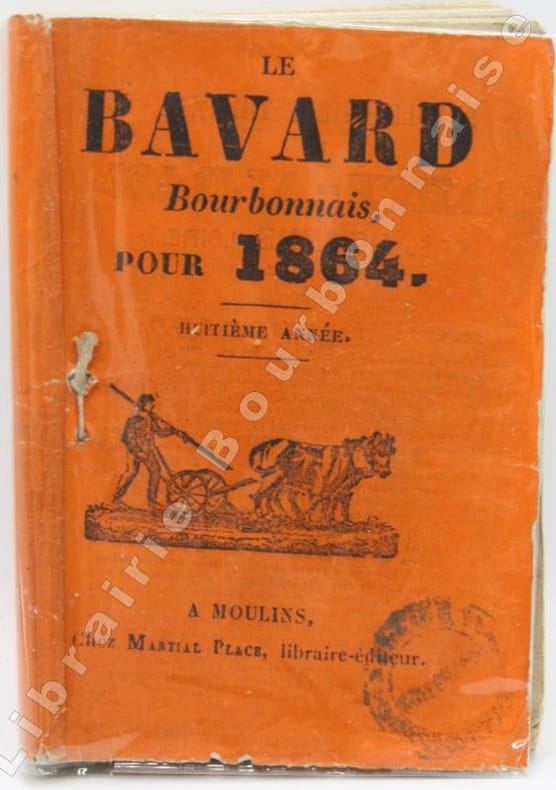 LE
BAVARD
Bourbonnais,
POUR 1864.
HUITIÈME ANNÉE.
A MOULINS,
Chez MARTIAL PLACE, libraire-éditeur.
Librairie Bourbonnaise